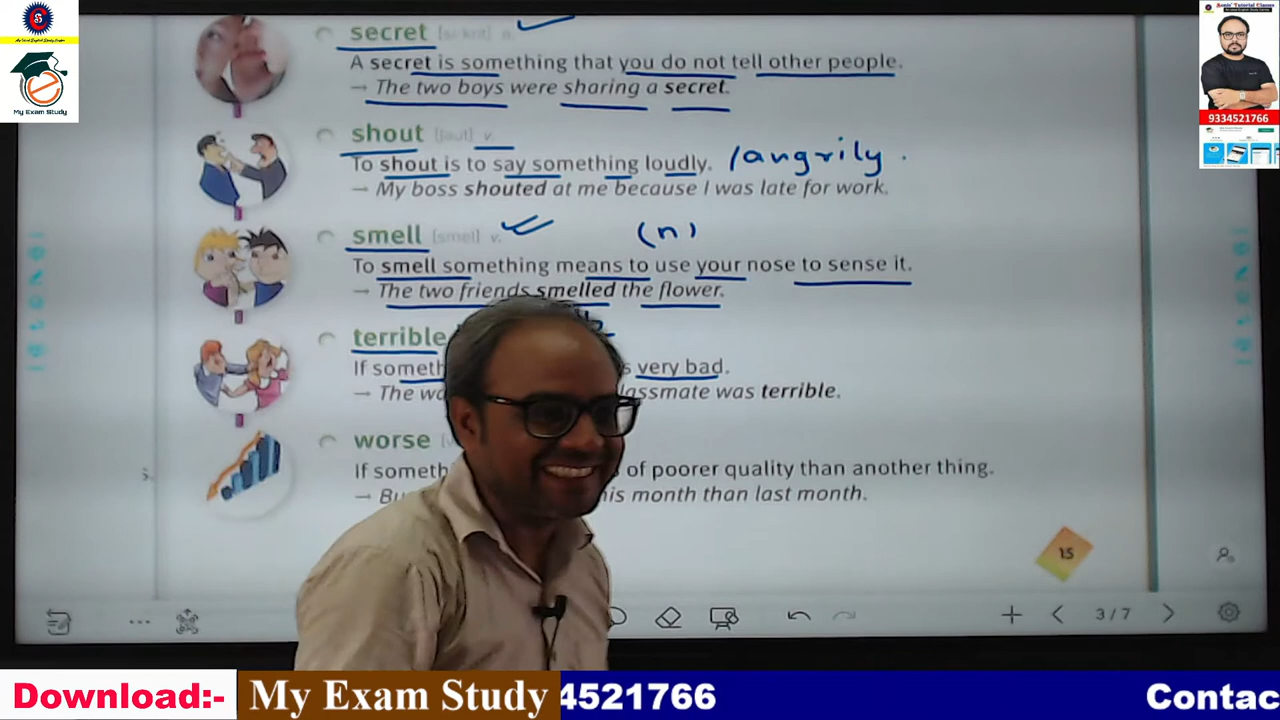 My Exam Study
secret
A secret is something that you do not tell other people.
→ The two boys were sharing a secret.
shout v.
To shout is to say something loudly. /angrily.
→ My boss shouted at me because I was late for work.
smell [smel] v. (n)
To smell something means to use your nose to sense it.
→ The two friends smelled the flower.
terrible
If someth s very bad.
→ The wa lassmate was terrible.
worse
If someth of poorer quality than another thing.
→ Bu his month than last month.
15
3/7
9334521766
Download:- My Exam Study 4521766 Contac